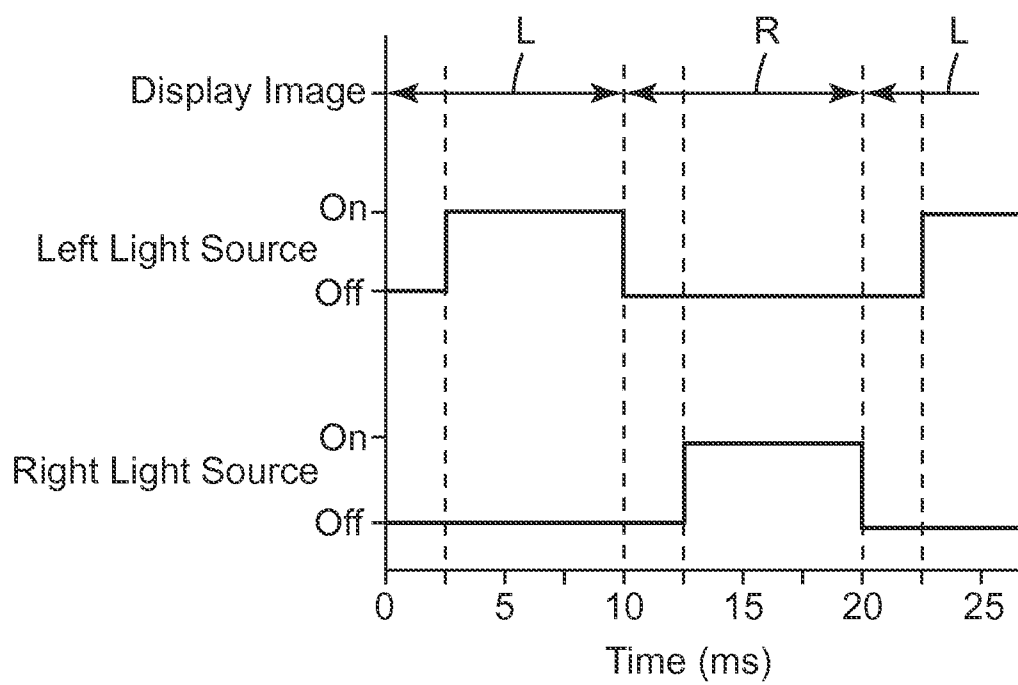 L R L
Display Image
On
Left Light Source
Off
On
Right Light Source
Off
0 5 10 15 20 25
Time (ms)